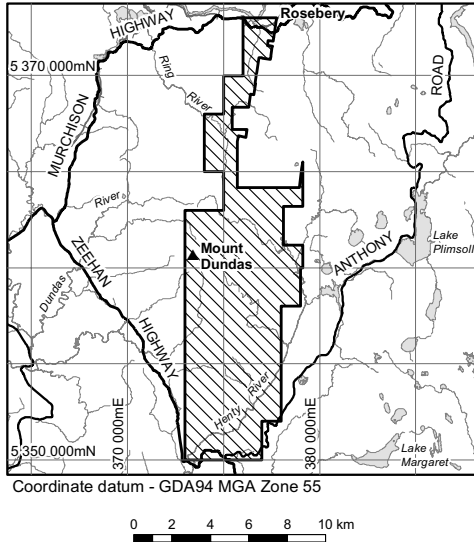 Rosebery
HIGHWAY
5 370 000mN
Ring
River
ROAD
MURCHISON
River
Lake
Plimsoll
Mount
Dundas
ANTHONY
ZEEHAN
Dundas
HIGHWAY
Henty River
370 000mE
380 000mE
5 350 000mN
Lake
Margaret
Coordinate datum - GDA94 MGA Zone 55
0 2 4 6 8 10 km